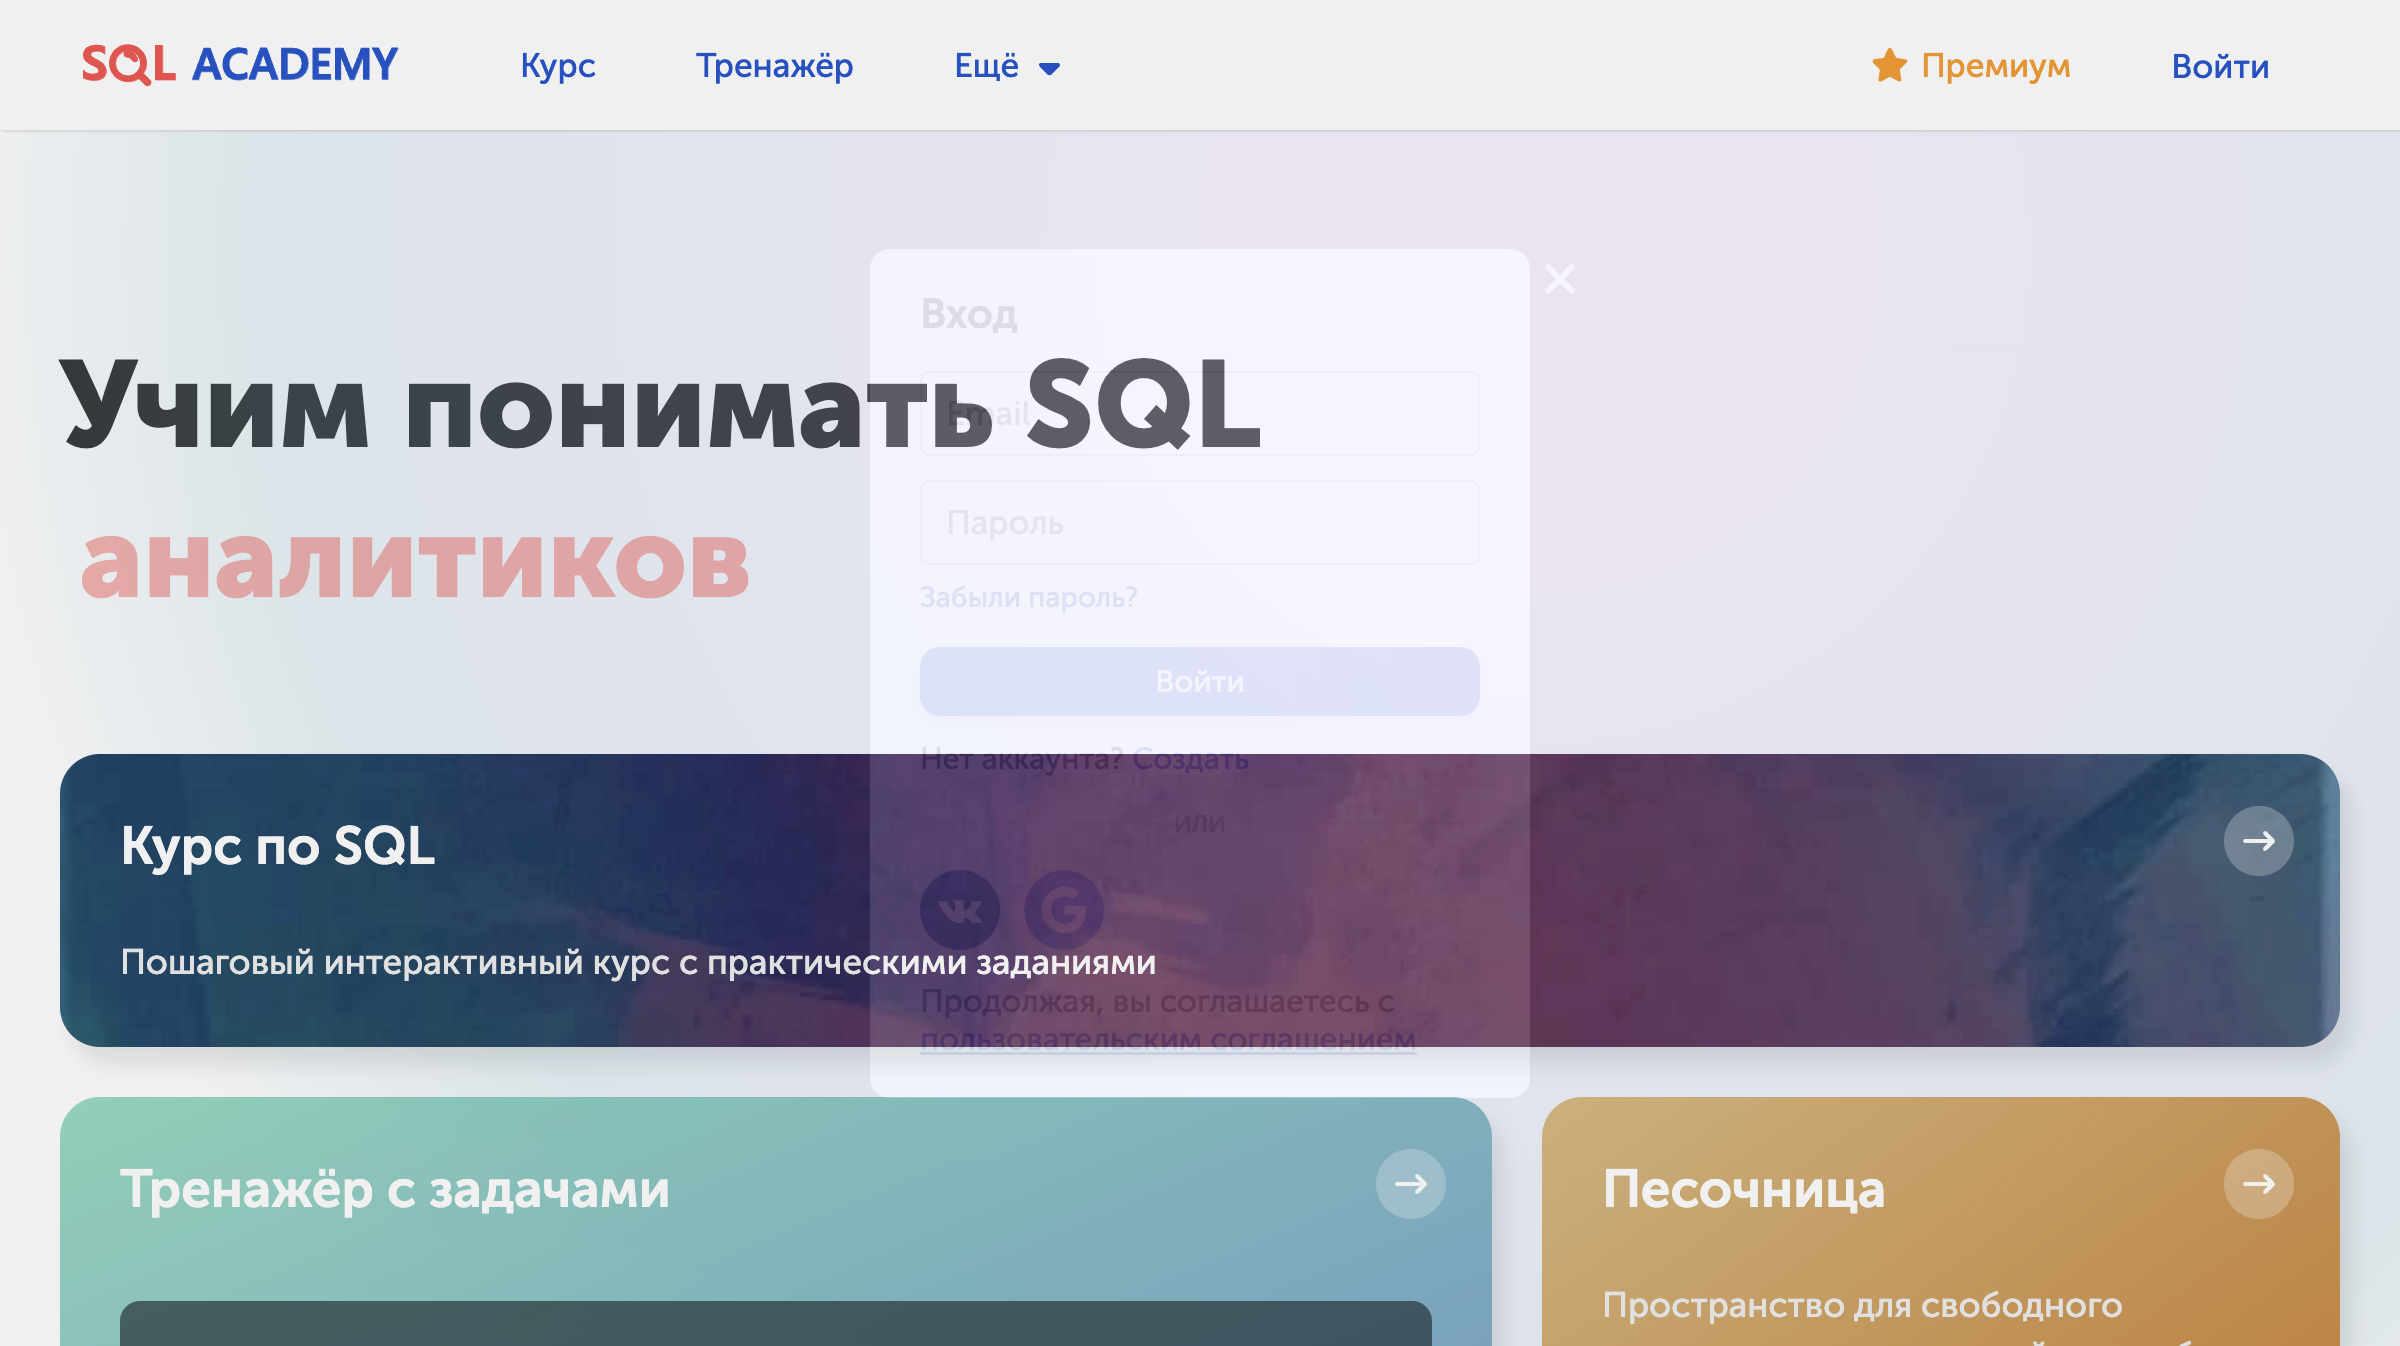 SQL ACADEMY Курс Тренажёр Ещё Премиум Войти
Вход
Учим понимать SQL
Email
аналитиков
Пароль
Забыли пароль?
Войти
Нет аккаунта? Создать
или
Курс по SQL
Пошаговый интерактивный курс с практическими заданиями
Продолжая, вы соглашаетесь с
пользовательским соглашением
Тренажёр с задачами
Песочница
Пространство для свободного